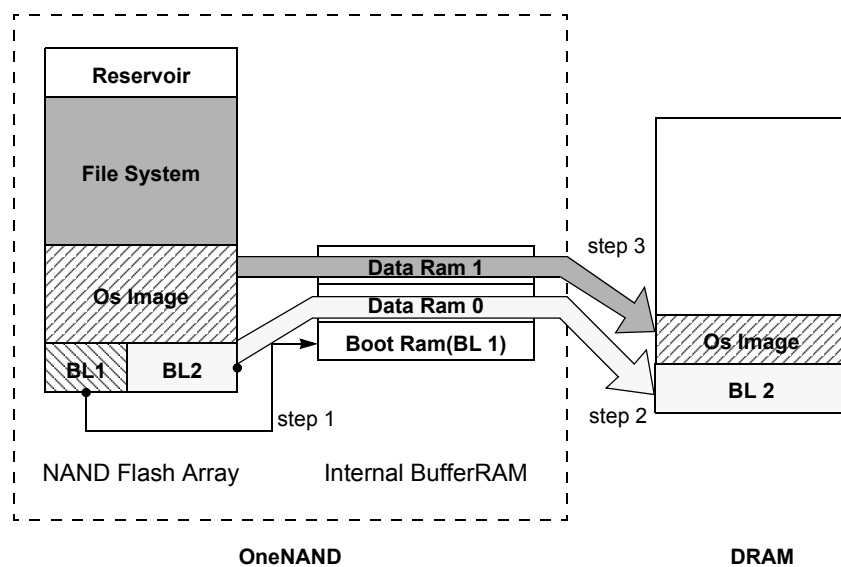 Reservoir
File System
Os Image
BL1
BL2
step 1
NAND Flash Array
Data Ram 1
Data Ram 0
Boot Ram(BL 1)
Internal BufferRAM
step 3
step 2
Os Image
BL 2
OneNAND
DRAM